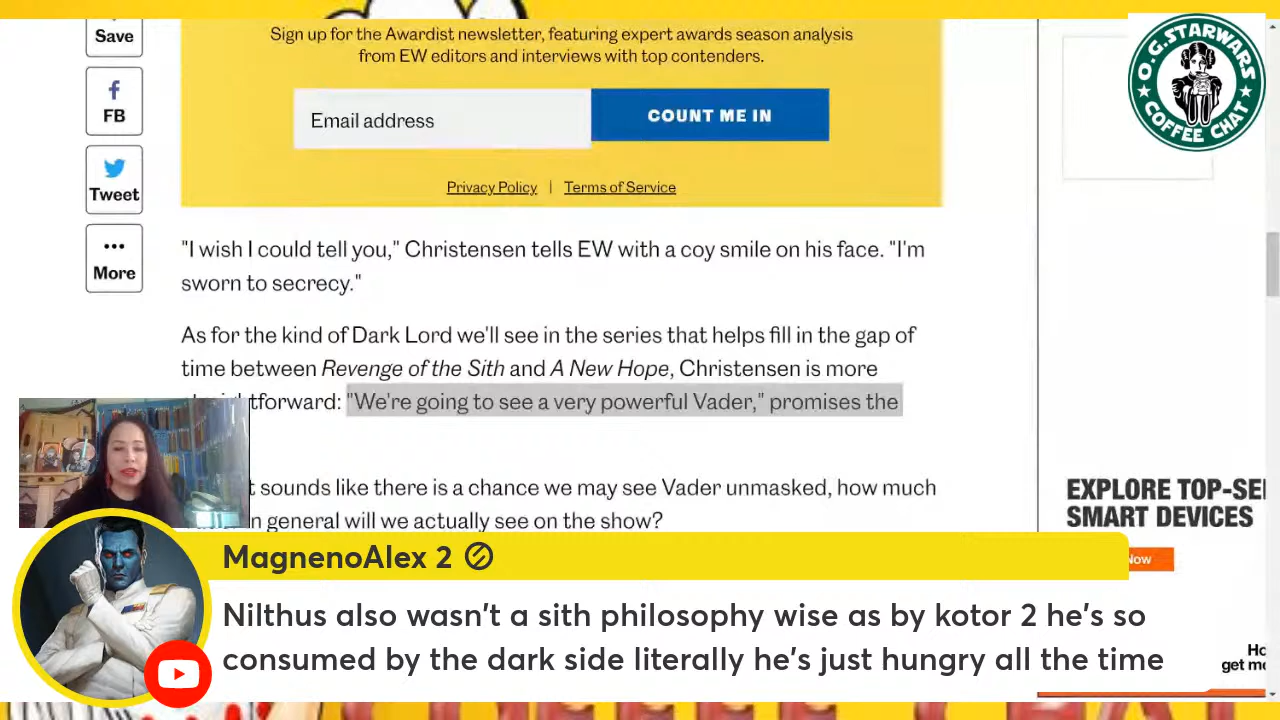 Save
FB
Tweet
More
Sign up for the Awardist newsletter, featuring expert awards season analysis
from EW editors and interviews with top contenders.
Email address
COUNT ME IN
Privacy Policy | Terms of Service
"I wish I could tell you," Christensen tells EW with a coy smile on his face. "I'm
sworn to secrecy."
As for the kind of Dark Lord we'll see in the series that helps fill in the gap of
time between Revenge of the Sith and A New Hope, Christensen is more
tforward: "We're going to see a very powerful Vader," promises the
t sounds like there is a chance we may see Vader unmasked, how much
n general will we actually see on the show?
O.G.STARWARS
COFFEE CHAT
EXPLORE TOP-SE
SMART DEVICES
Now
Ho
get me
MagnenoAlex 2
Nilthus also wasn't a sith philosophy wise as by kotor 2 he's so
consumed by the dark side literally he's just hungry all the time